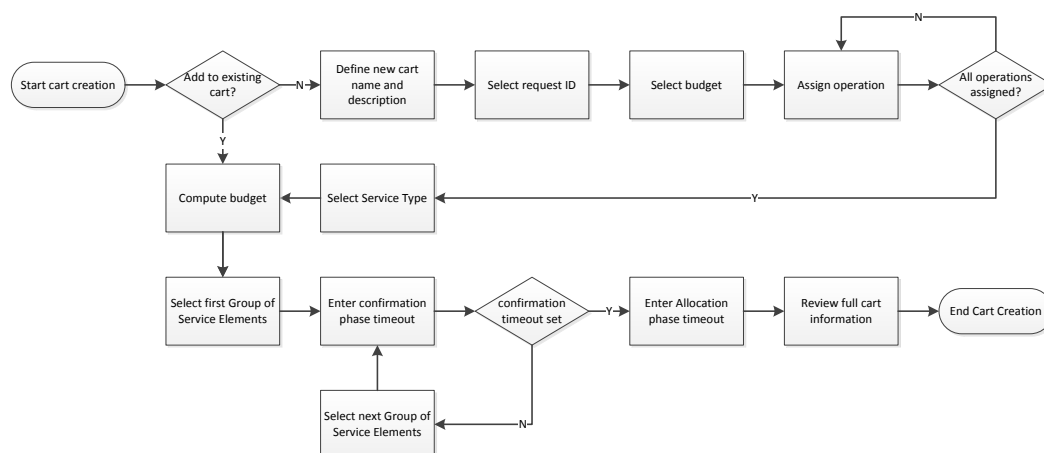 N
Start cart creation
Add to existing
cart?
N
Define new cart
name and
description
Select request ID
Select budget
Assign operation
All operations
assigned?
Y
Compute budget
Select Service Type
Y
Select first Group of
Service Elements
Enter confirmation
phase timeout
confirmation
timeout set
Y
Enter Allocation
phase timeout
Review full cart
information
End Cart Creation
Select next Group of
Service Elements
N